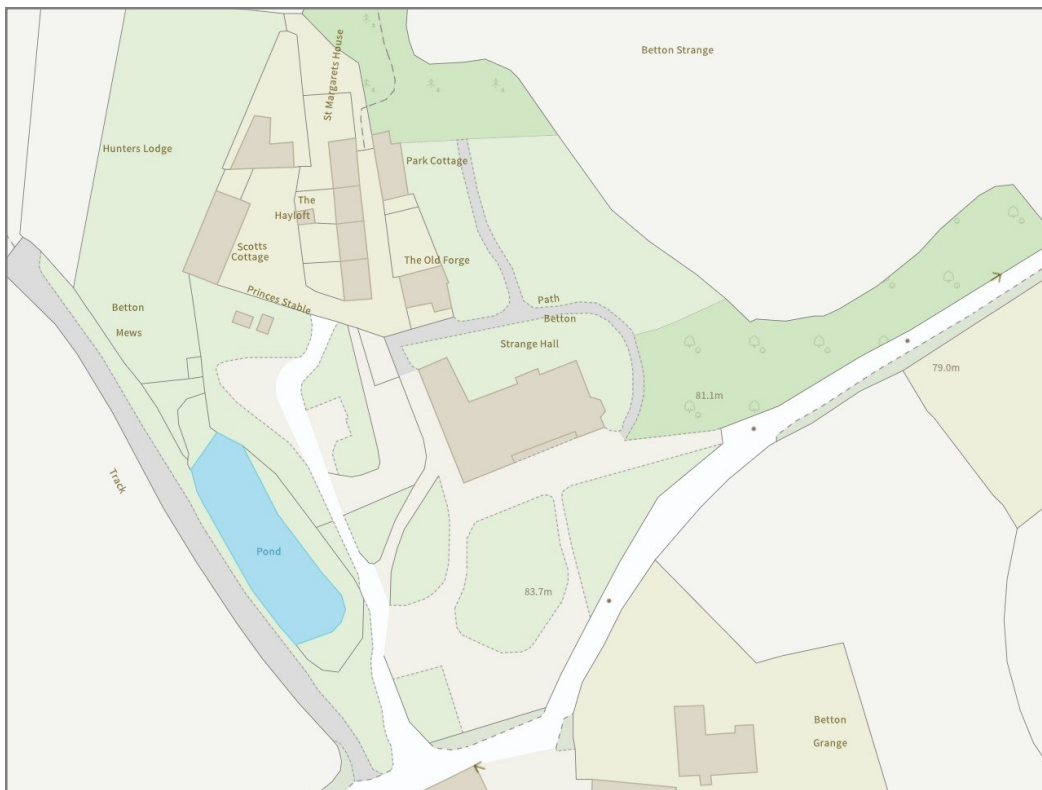 St Margarets House
Betton Strange
Hunters Lodge
Park Cottage
The
Hayloft
Scotts
Cottage
The Old Forge
Princes Stable
Path
Betton
Strange Hall
Betton
Mews
79.0m
81.1m
Track
Pond
83.7m
Betton
Grange